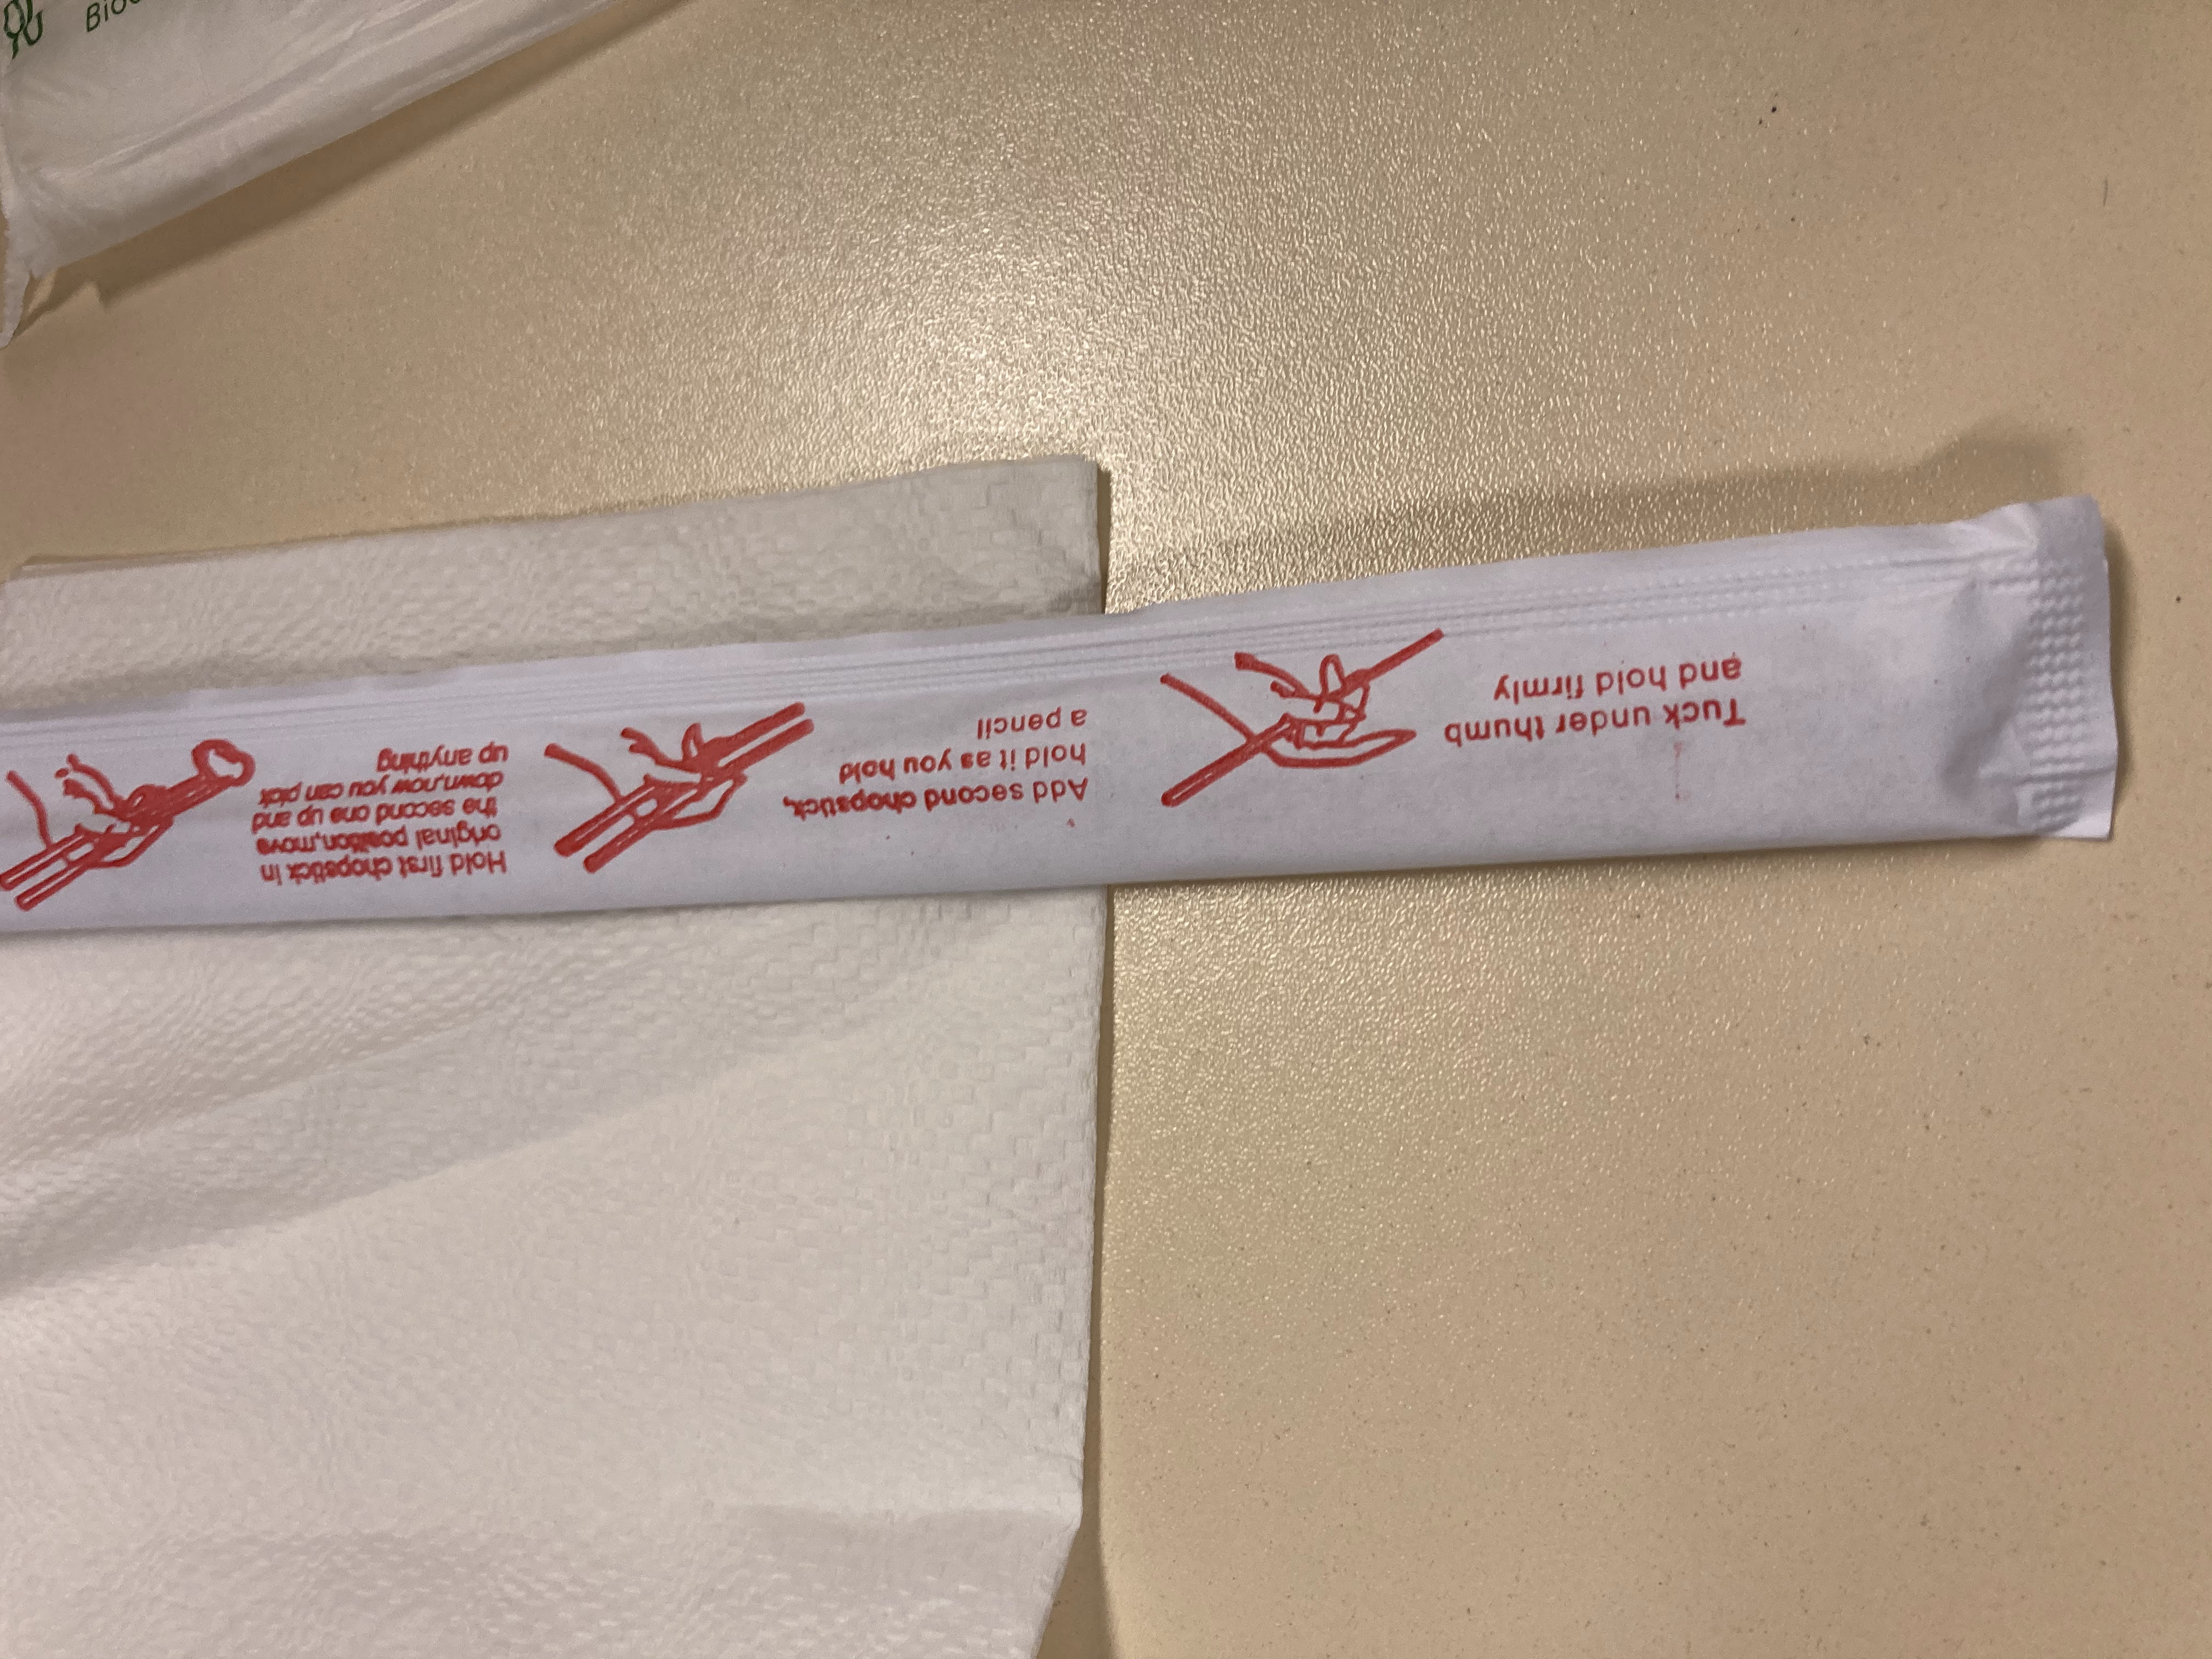 Tuck under thumb
and hold firmly
Add second chopstick,
hold it as you hold
a pencil
Hold first chopstick in
original position,move
the second one up and
down,now you can pick
up anything